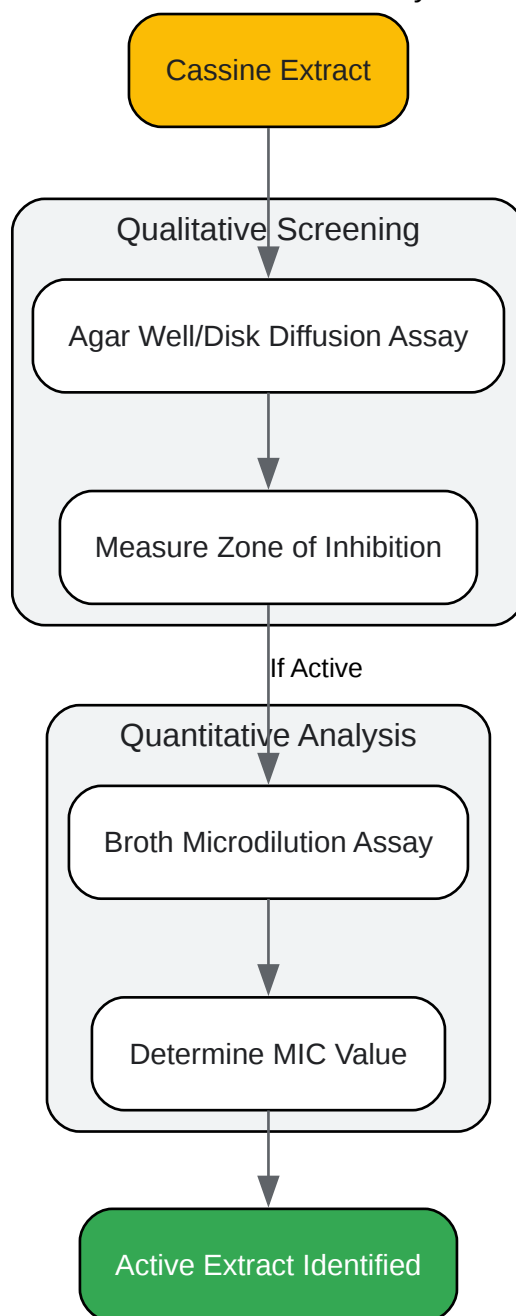 Cassine Extract
Qualitative Screening
Agar Well/Disk Diffusion Assay
Measure Zone of Inhibition
If Active
Quantitative Analysis
Broth Microdilution Assay
Determine MIC Value
Active Extract Identified